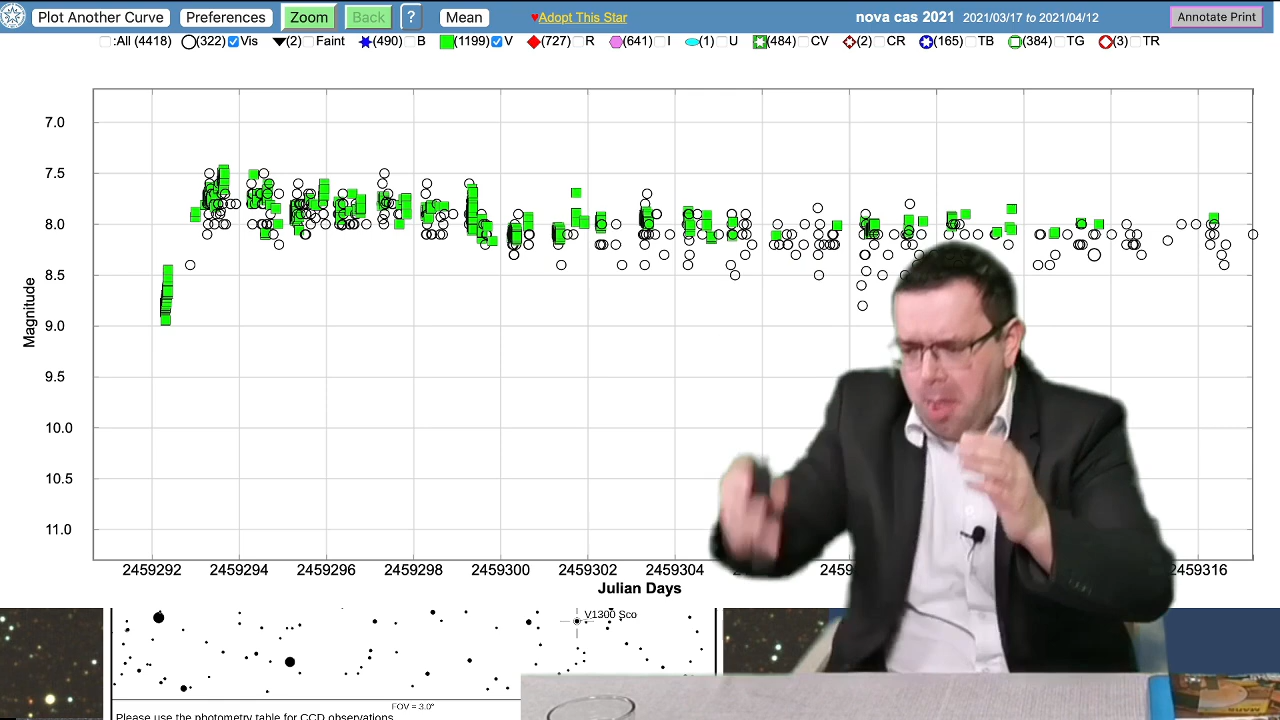 Plot Another Curve Preferences Zoom Back ? Mean ♥Adopt This Star nova cas 2021 2021/03/17 to 2021/04/12 Annotate Print
:All (4418) (322) Vis (2) Faint (490) B (1199) V (727) R (641) I (1) U (484) CV (2) CR (165) TB (384) TG (3) TR
7.0
7.5
8.0
8.5
9.0
9.5
10.0
10.5
11.0
Magnitude
2459292 2459294 2459296 2459298 2459300 2459302 2459304 2459316
Julian Days
V1300 Sco
FOV = 3.0°
Please use the photometry table for CCD observations